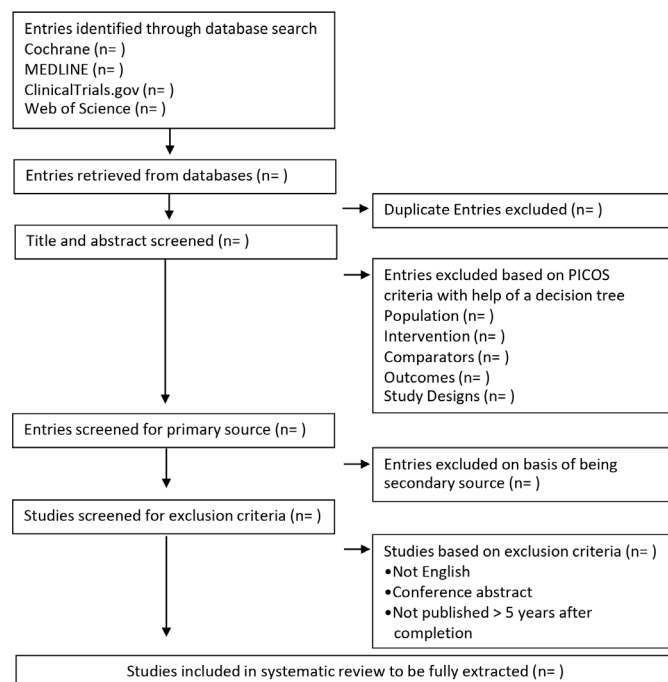 Entries identified through database search
Cochrane (n= )
MEDLINE (n= )
ClinicalTrials.gov (n= )
Web of Science (n= )
Entries retrieved from databases (n= )
Duplicate Entries excluded (n= )
Title and abstract screened (n= )
Entries excluded based on PICOS
criteria with help of a decision tree
Population (n= )
Intervention (n= )
Comparators (n= )
Outcomes (n= )
Study Designs (n= )
Entries screened for primary source (n= )
Entries excluded on basis of being
secondary source (n= )
Studies screened for exclusion criteria (n= )
Studies based on exclusion criteria (n= )
•Not English
•Conference abstract
•Not published > 5 years after
completion
Studies included in systematic review to be fully extracted (n= )